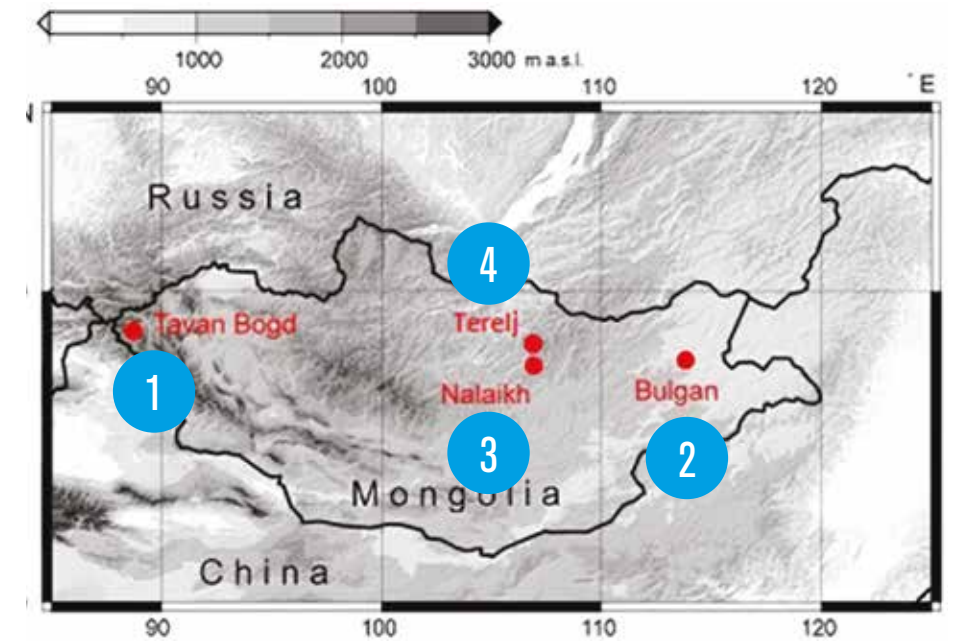 1000 2000 3000 m a.s.l.
90 100 110 120 °E
Russia
4
Tavan Bogd
Terelj
1
Nalaikh
Bulgan
3
2
Mongolia
China
90 100 110 120